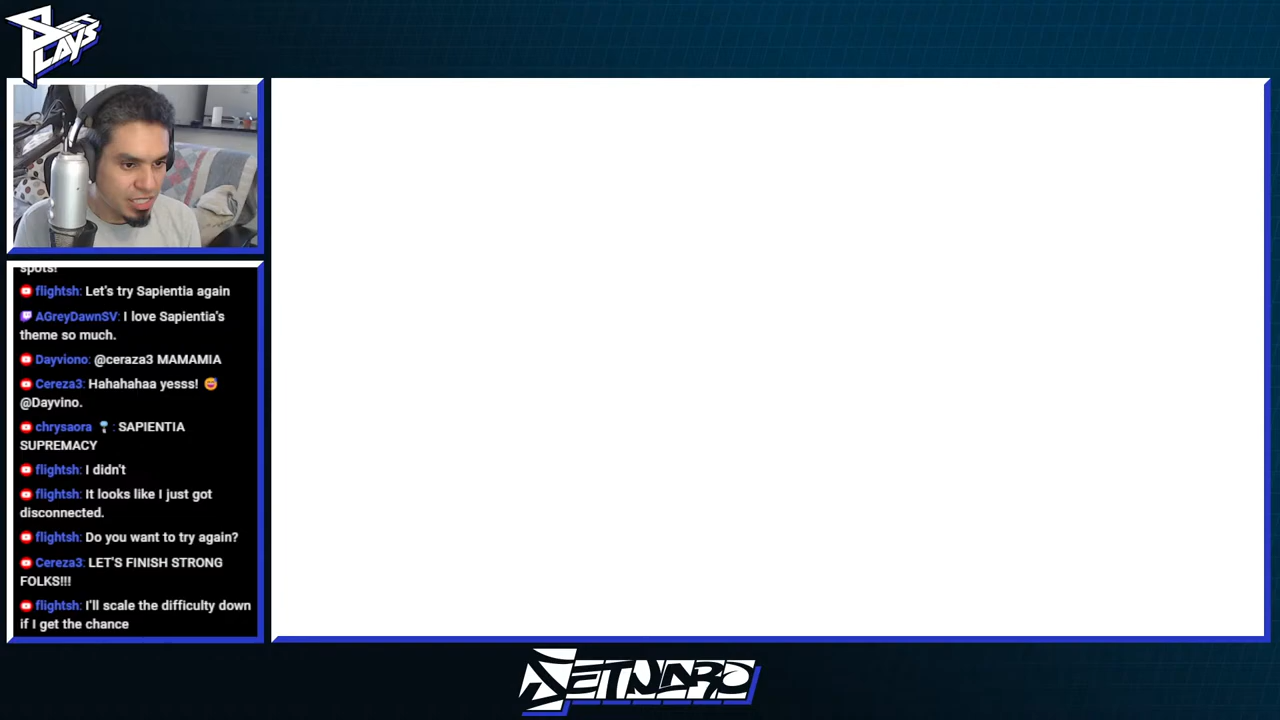 SET
PLAYS
spots!
flightsh: Let's try Sapientia again
AGreyDawnSV: I love Sapientia's
theme so much.
Dayviono: @ceraza3 MAMAMIA
Cereza3: Hahahahaa yesss! 😅
@Dayvino.
chrysaora : SAPIENTIA
SUPREMACY
flightsh: I didn't
flightsh: It looks like I just got
disconnected.
flightsh: Do you want to try again?
Cereza3: LET'S FINISH STRONG
FOLKS!!!
flightsh: I'll scale the difficulty down
if I get the chance
SETNARO